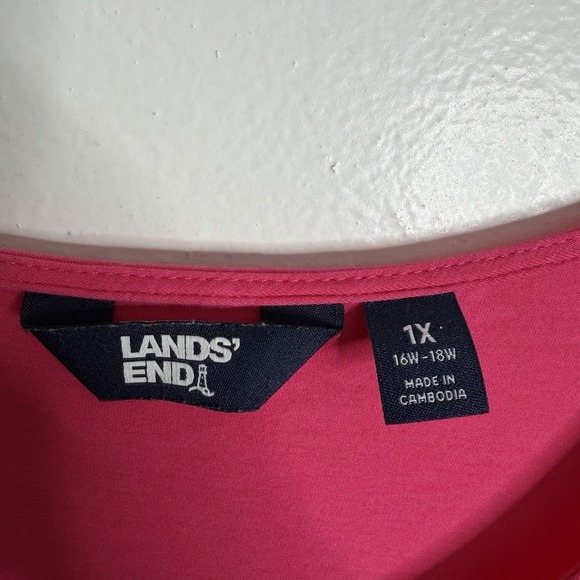 LANDS'
END
1X
16W-18W
MADE IN
CAMBODIA